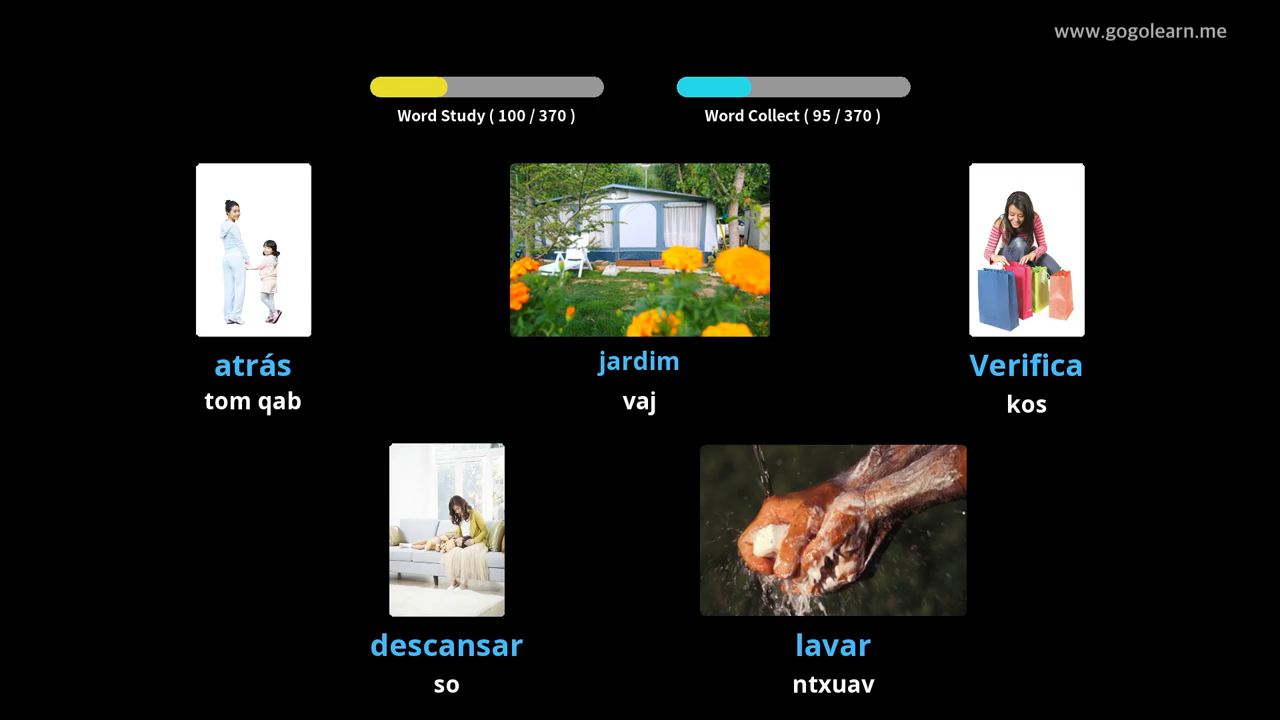 www.gogolearn.me
Word Study ( 100 / 370 )
Word Collect ( 95 / 370 )
atrás
tom qab
jardim
vaj
Verifica
kos
descansar
so
lavar
ntxuav